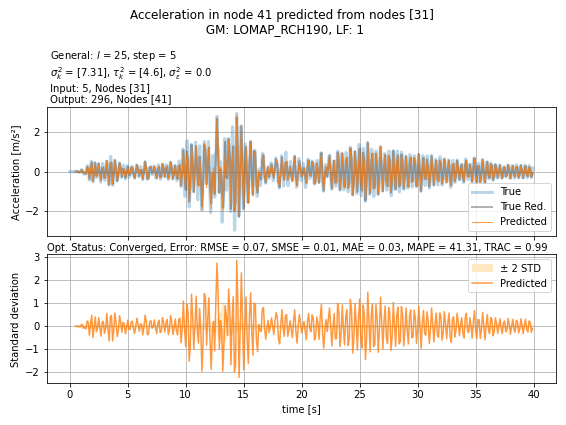 Acceleration in node 41 predicted from nodes [31]
GM: LOMAP_RCH190, LF: 1
General: l = 25, step = 5
σ²ₖ = [7.31], τ²ₖ = [4.6], σ²ₑ = 0.0
Input: 5, Nodes [31]
Output: 296, Nodes [41]
Acceleration [m/s²]
2
0
−2
True
True Red.
Predicted
Opt. Status: Converged, Error: RMSE = 0.07, SMSE = 0.01, MAE = 0.03, MAPE = 41.31, TRAC = 0.99
Standard deviation
3
2
1
0
−1
−2
± 2 STD
Predicted
0 5 10 15 20 25 30 35 40
time [s]